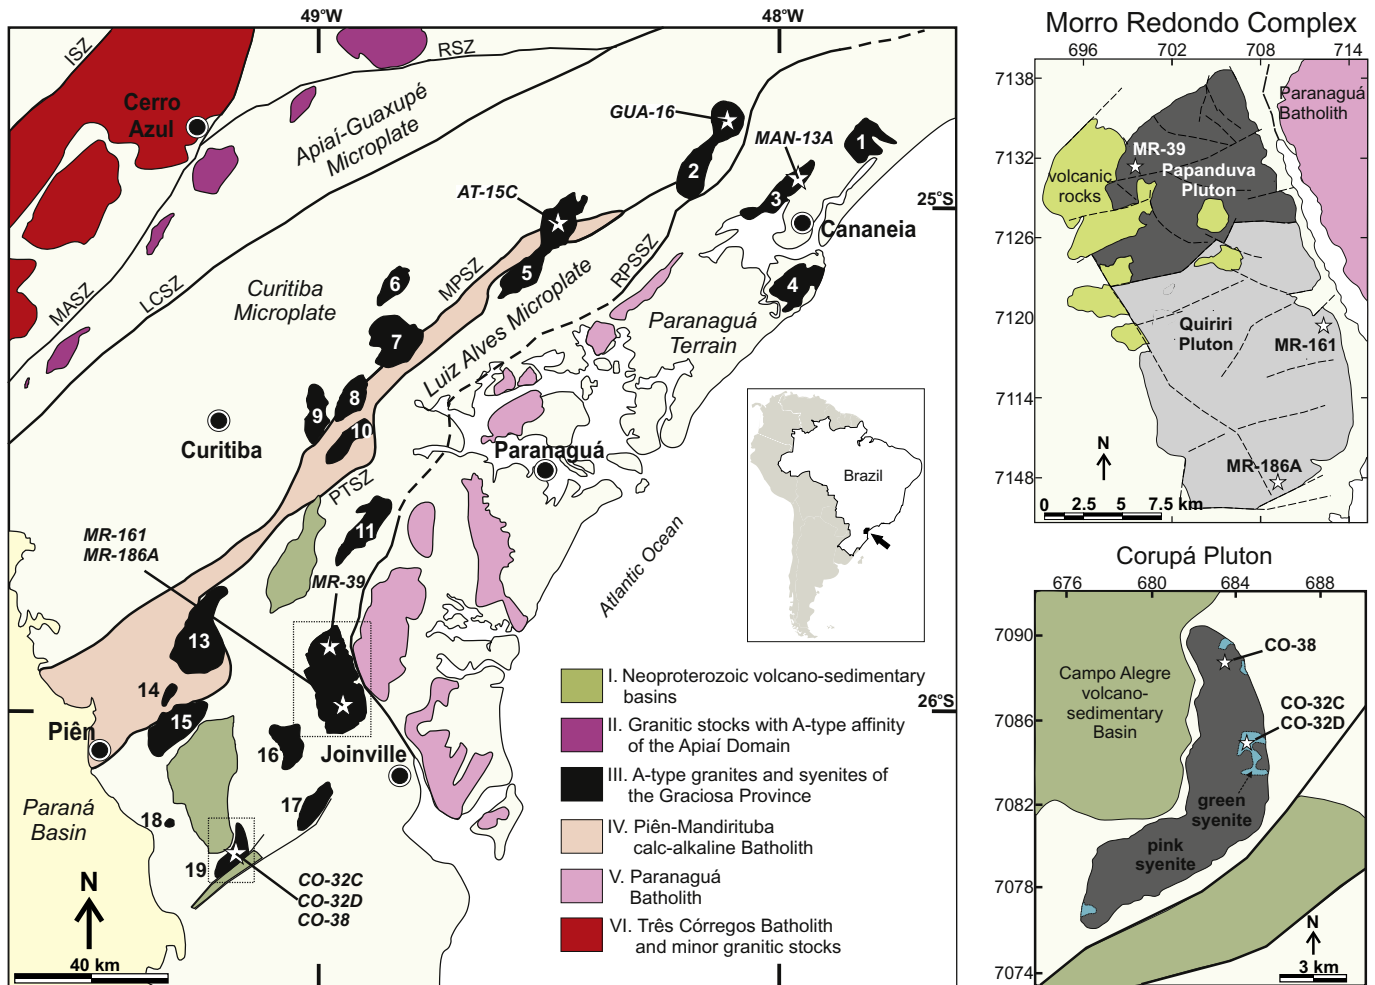 49°W
48°W
ISZ
RSZ
Cerro
Azul
Apiaí-Guaxupé
Microplate
GUA-16
MAN-13A
1
2
3
AT-15C
25°S
Cananeia
MASZ
LCSZ
Curitiba
Microplate
MPSZ
5
6
RPSSZ
4
Luiz Alves Microplate
Paranaguá
Terrain
7
8
9
10
Curitiba
Paranaguá
PTSZ
Brazil
11
MR-161
MR-186A
MR-39
Atlantic Ocean
13
14
15
Piên
16
Joinville
26°S
17
18
19
Paraná
Basin
CO-32C
CO-32D
CO-38
N
40 km
I. Neoproterozoic volcano-sedimentary
basins
II. Granitic stocks with A-type affinity
of the Apiaí Domain
III. A-type granites and syenites of
the Graciosa Province
IV. Piên-Mandirituba
calc-alkaline Batholith
V. Paranaguá
Batholith
VI. Três Córregos Batholith
and minor granitic stocks
Morro Redondo Complex
696
702
708
714
7138
7132
7126
7120
7114
7148
Paranaguá
Batholith
MR-39
Papanduva
Pluton
volcanic
rocks
Quiriri
Pluton
MR-161
MR-186A
N
0 2.5 5 7.5 km
Corupá Pluton
676
680
684
688
7090
7086
7082
7078
7074
Campo Alegre
volcano-
sedimentary
Basin
CO-38
CO-32C
CO-32D
green
syenite
pink
syenite
N
3 km